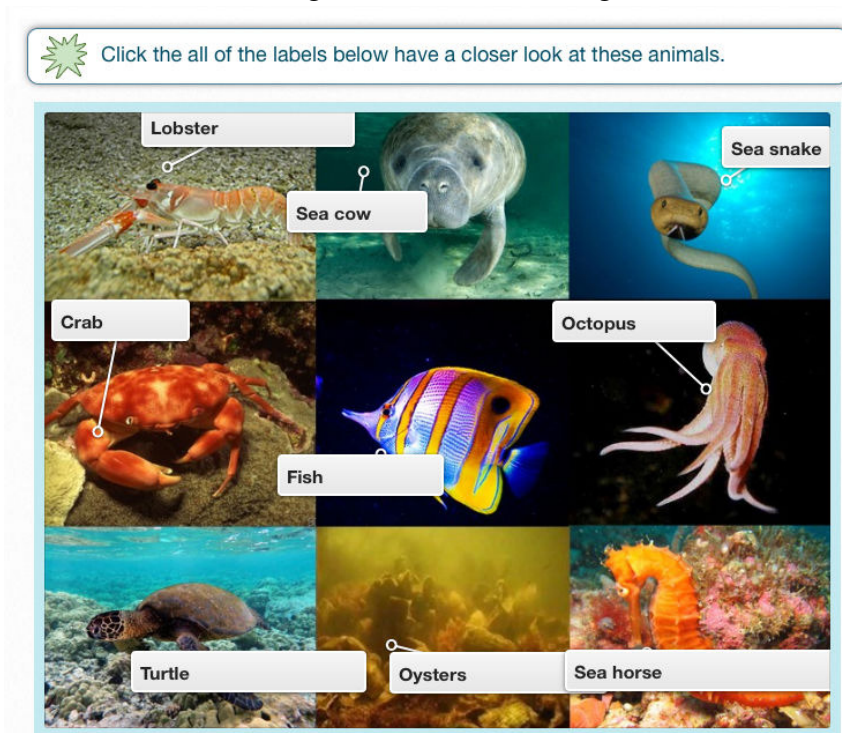 Click the all of the labels below have a closer look at these animals.
Lobster
Sea cow
Sea snake
Crab
Octopus
Fish
Turtle
Oysters
Sea horse